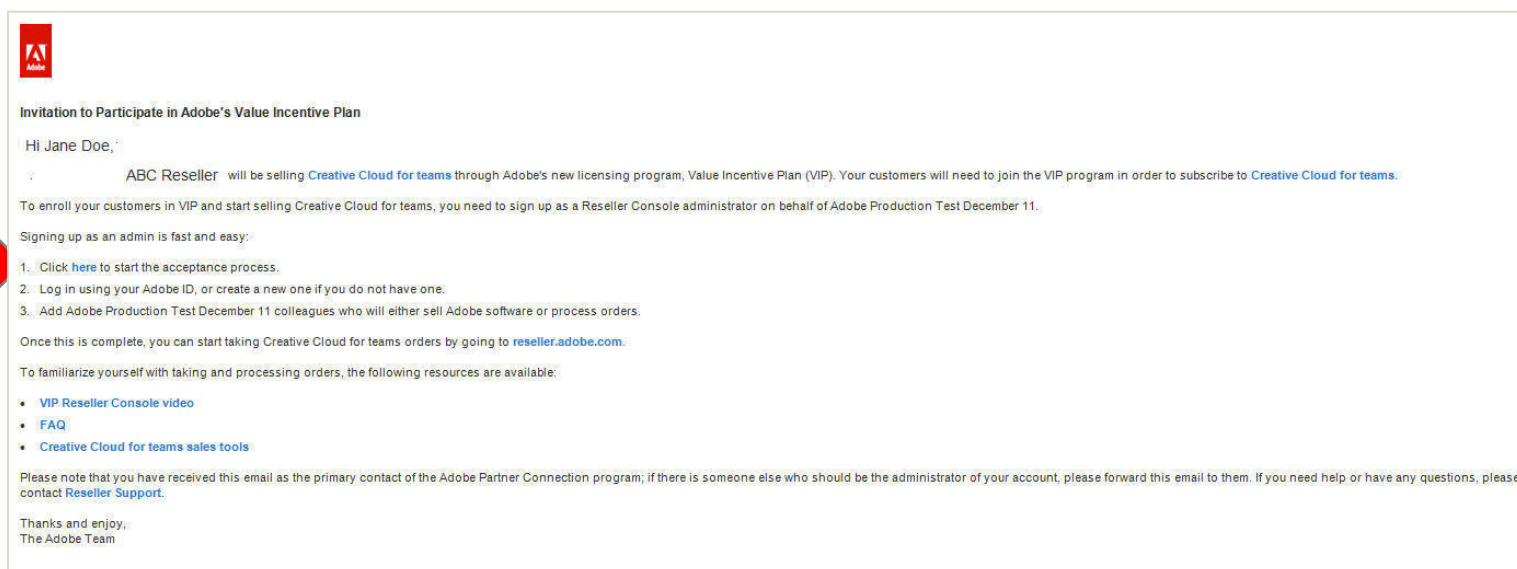 Adobe
Invitation to Participate in Adobe's Value Incentive Plan
Hi Jane Doe,
ABC Reseller will be selling Creative Cloud for teams through Adobe's new licensing program, Value Incentive Plan (VIP). Your customers will need to join the VIP program in order to subscribe to Creative Cloud for teams.
To enroll your customers in VIP and start selling Creative Cloud for teams, you need to sign up as a Reseller Console administrator on behalf of Adobe Production Test December 11.
Signing up as an admin is fast and easy:
1. Click here to start the acceptance process.
2. Log in using your Adobe ID, or create a new one if you do not have one.
3. Add Adobe Production Test December 11 colleagues who will either sell Adobe software or process orders.
Once this is complete, you can start taking Creative Cloud for teams orders by going to reseller.adobe.com.
To familiarize yourself with taking and processing orders, the following resources are available:
• VIP Reseller Console video
• FAQ
• Creative Cloud for teams sales tools
Please note that you have received this email as the primary contact of the Adobe Partner Connection program; if there is someone else who should be the administrator of your account, please forward this email to them. If you need help or have any questions, please
contact Reseller Support.
Thanks and enjoy,
The Adobe Team